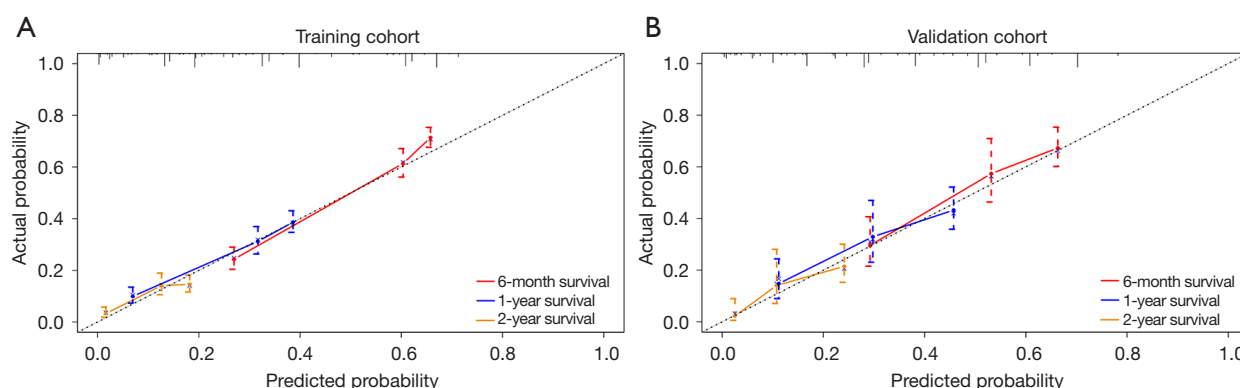 A
Training cohort
Actual probability
1.0
0.8
0.6
0.4
0.2
0.0
6-month survival
1-year survival
2-year survival
0.0 0.2 0.4 0.6 0.8 1.0
Predicted probability
B
Validation cohort
Actual probability
1.0
0.8
0.6
0.4
0.2
0.0
6-month survival
1-year survival
2-year survival
0.0 0.2 0.4 0.6 0.8 1.0
Predicted probability